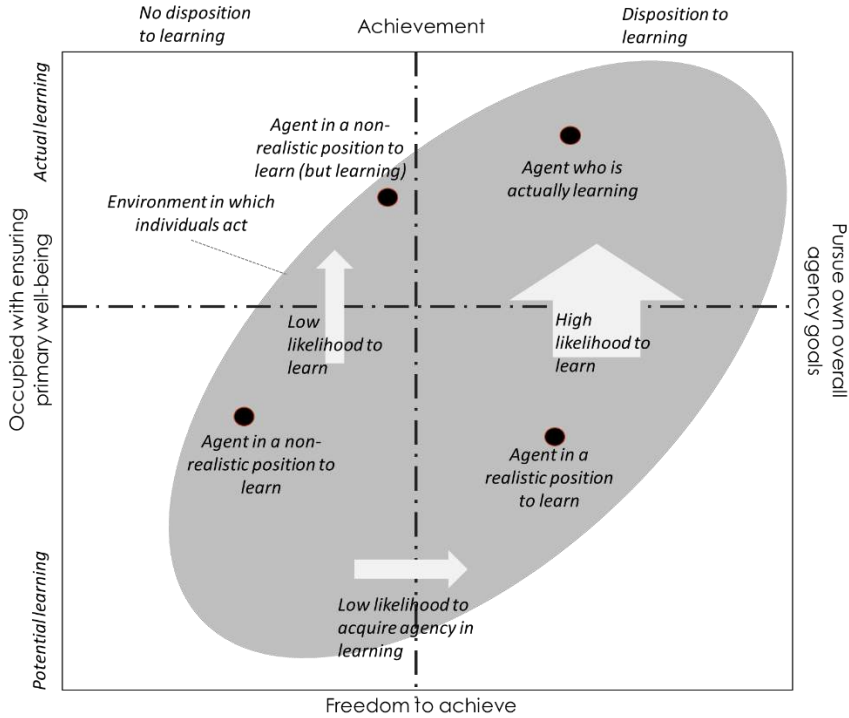 No disposition
to learning
Achievement
Disposition to
learning
Actual learning
Agent in a non-
realistic position to
learn (but learning)
Agent who is
actually learning
Environment in which
individuals act
Occupied with ensuring
primary well-being
Pursue own overall
agency goals
Low
likelihood to
learn
High
likelihood to
learn
Agent in a non-
realistic position to
learn
Agent in a
realistic position
to learn
Potential learning
Low likelihood to
acquire agency in
learning
Freedom to achieve